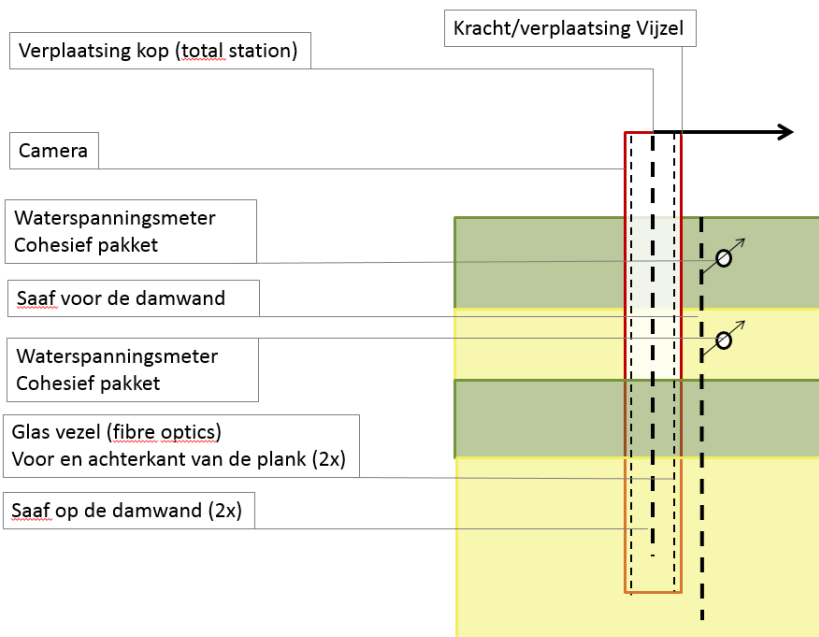 Kracht/verplaatsing Vijzel
Verplaatsing kop (total station)
Camera
Waterspanningsmeter
Cohesief pakket
Saaf voor de damwand
Waterspanningsmeter
Cohesief pakket
Glas vezel (fibre optics)
Voor en achterkant van de plank (2x)
Saaf op de damwand (2x)